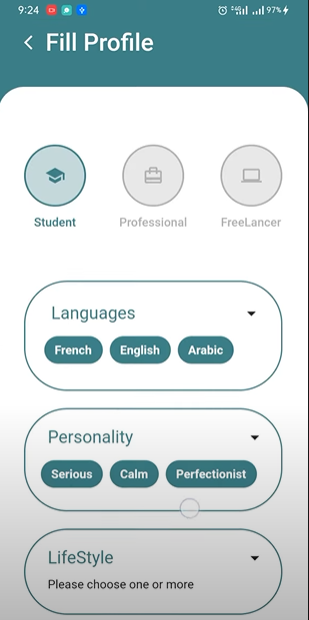 9:24 97%
Fill Profile
Student Professional FreeLancer
Languages
French English Arabic
Personality
Serious Calm Perfectionist
LifeStyle
Please choose one or more